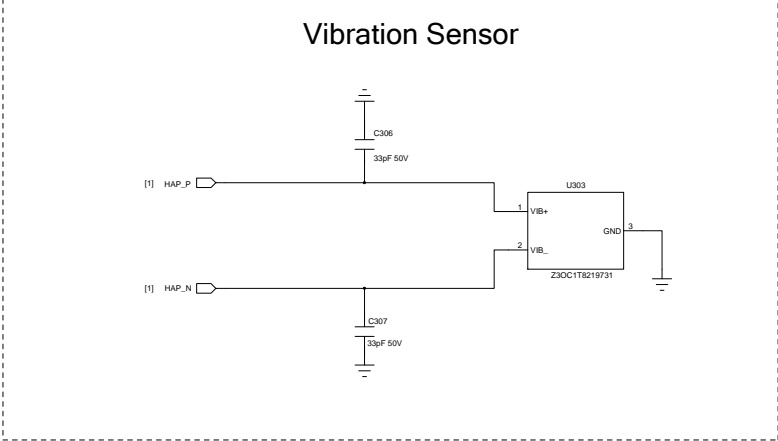 Vibration Sensor
C306
33pF 50V
[1] HAP_P
U303
1 VIB+
GND 3
2 VIB_
Z3OC1T8219731
[1] HAP_N
C307
33pF 50V